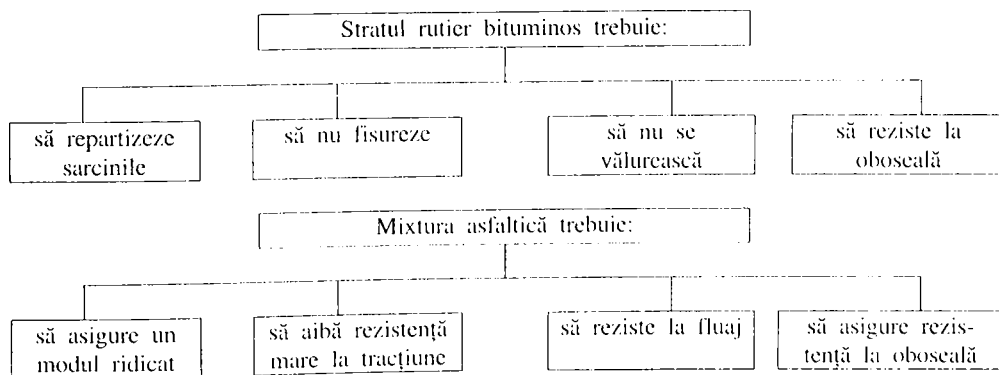 Stratul rutier bituminos trebuie:
să repartizeze
sarcinile
să nu fisureze
să nu se
vălurească
să reziste la
oboseală
Mixtura asfaltică trebuie:
să asigure un
modul ridicat
să aibă rezistență
mare la tracțiune
să reziste la fluaj
să asigure rezis-
tență la oboseală